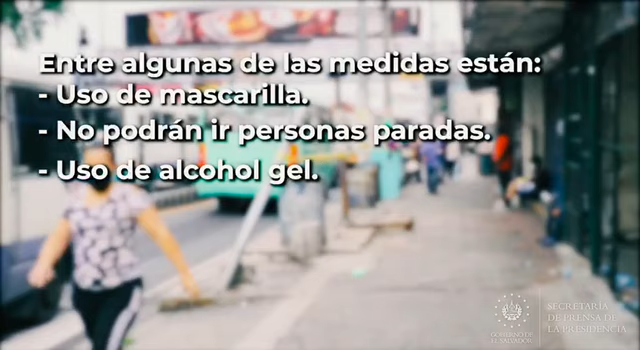 Entre algunas de las medidas están:
- Uso de mascarilla.
- No podrán ir personas paradas.
- Uso de alcohol gel.
GOBIERNO DE
EL SALVADOR
SECRETARÍA
DE PRENSA DE
LA PRESIDENCIA